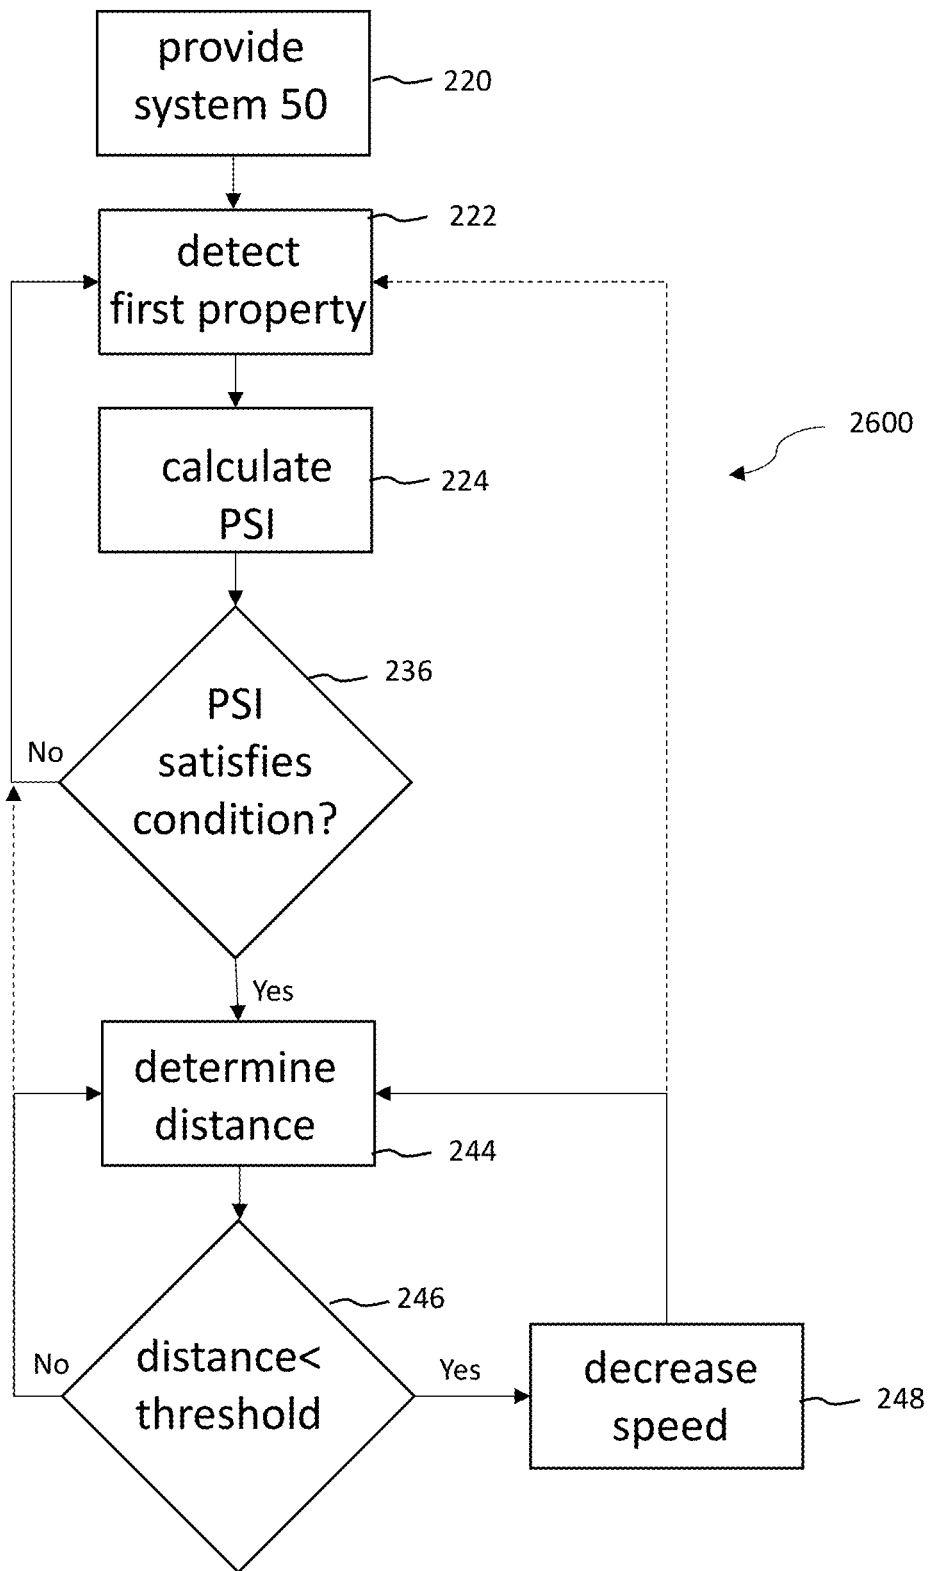 provide
system 50
220
222
detect
first property
2600
calculate
PSI
224
236
PSI
satisfies
condition?
No
Yes
determine
distance
244
246
distance<
threshold
No
Yes
decrease
speed
248